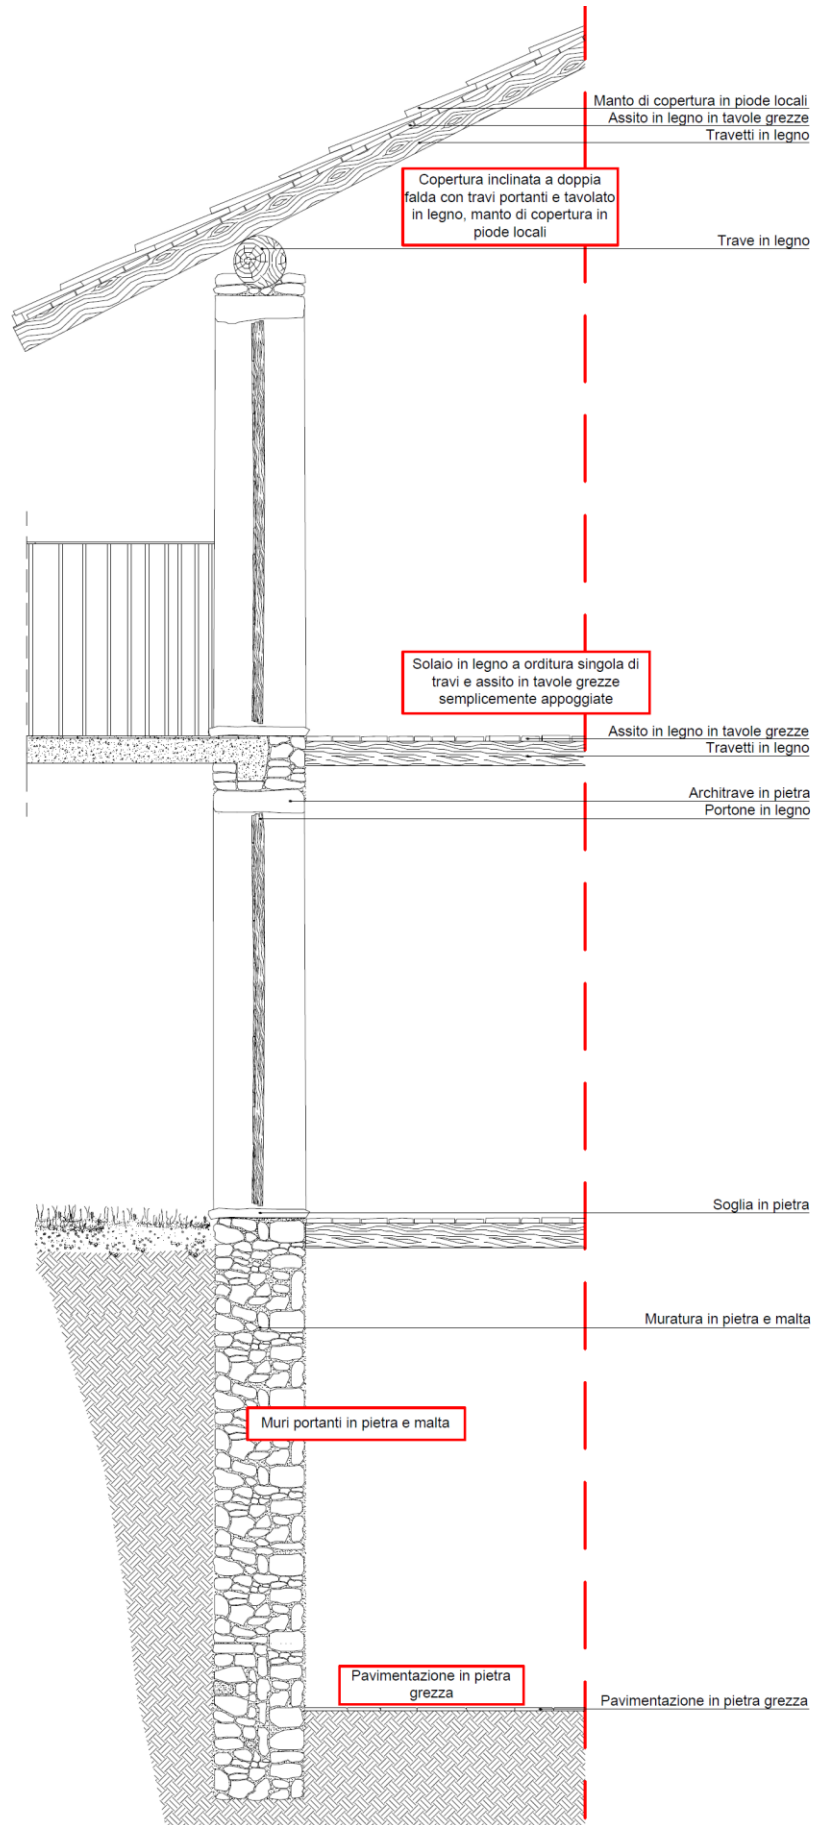 Manto di copertura in piode locali
Assito in legno in tavole grezze
Travetti in legno
Copertura inclinata a doppia
falda con travi portanti e tavolato
in legno, manto di copertura in
piode locali
Trave in legno
Solaio in legno a orditura singola di
travi e assito in tavole grezze
semplicemente appoggiate
Assito in legno in tavole grezze
Travetti in legno
Architrave in pietra
Portone in legno
Soglia in pietra
Muratura in pietra e malta
Muri portanti in pietra e malta
Pavimentazione in pietra
grezza
Pavimentazione in pietra grezza